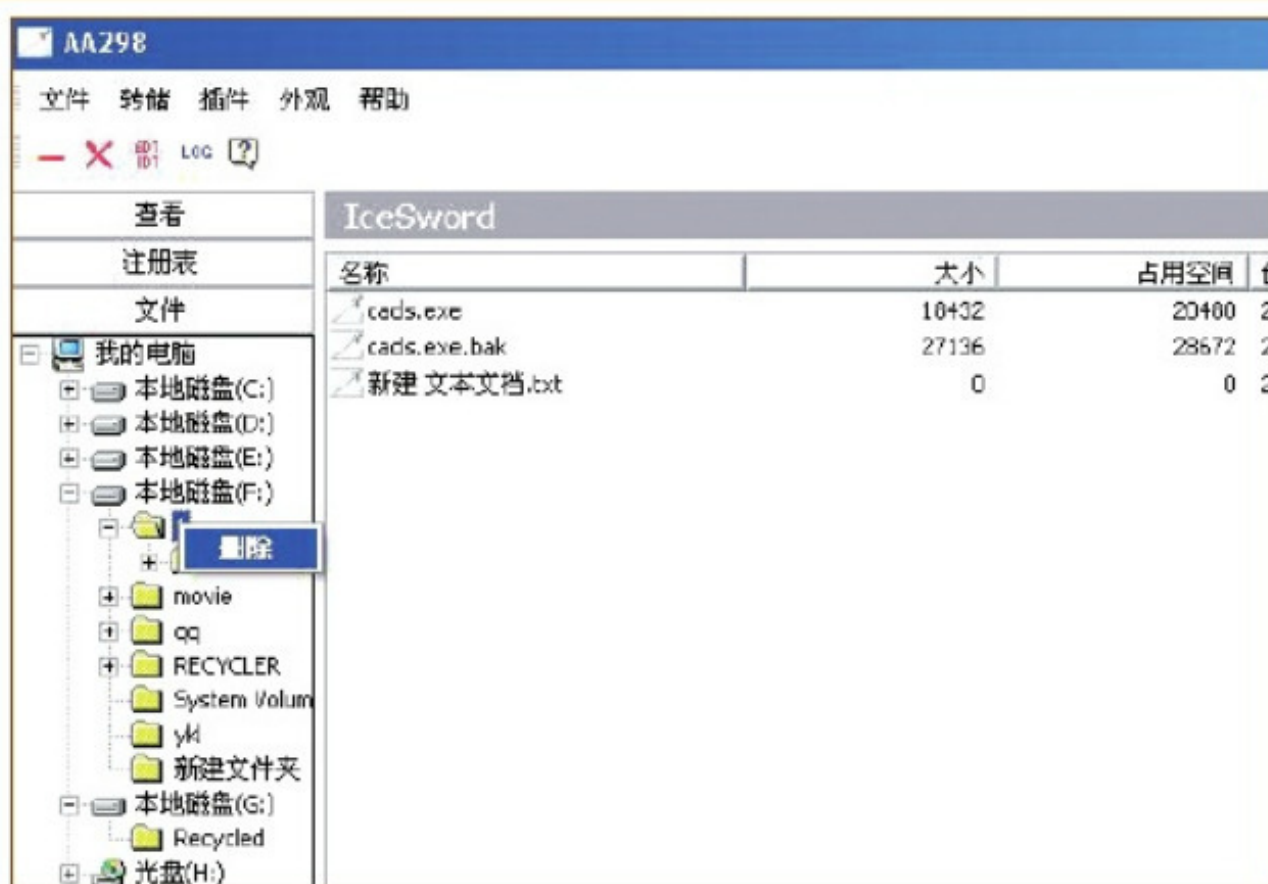 AA298
文件 转储 插件 外观 帮助
LOG
查看
注册表
文件
IceSword
名称 大小 占用空间
cads.exe 18432 20480 2
cads.exe.bak 27136 28672 2
新建 文本文档.txt 0 0 2
我的电脑
本地磁盘(C:)
本地磁盘(D:)
本地磁盘(E:)
本地磁盘(F:)
删除
movie
qq
RECYCLER
System Volum
ykl
新建文件夹
本地磁盘(G:)
Recycled
光盘(H:)